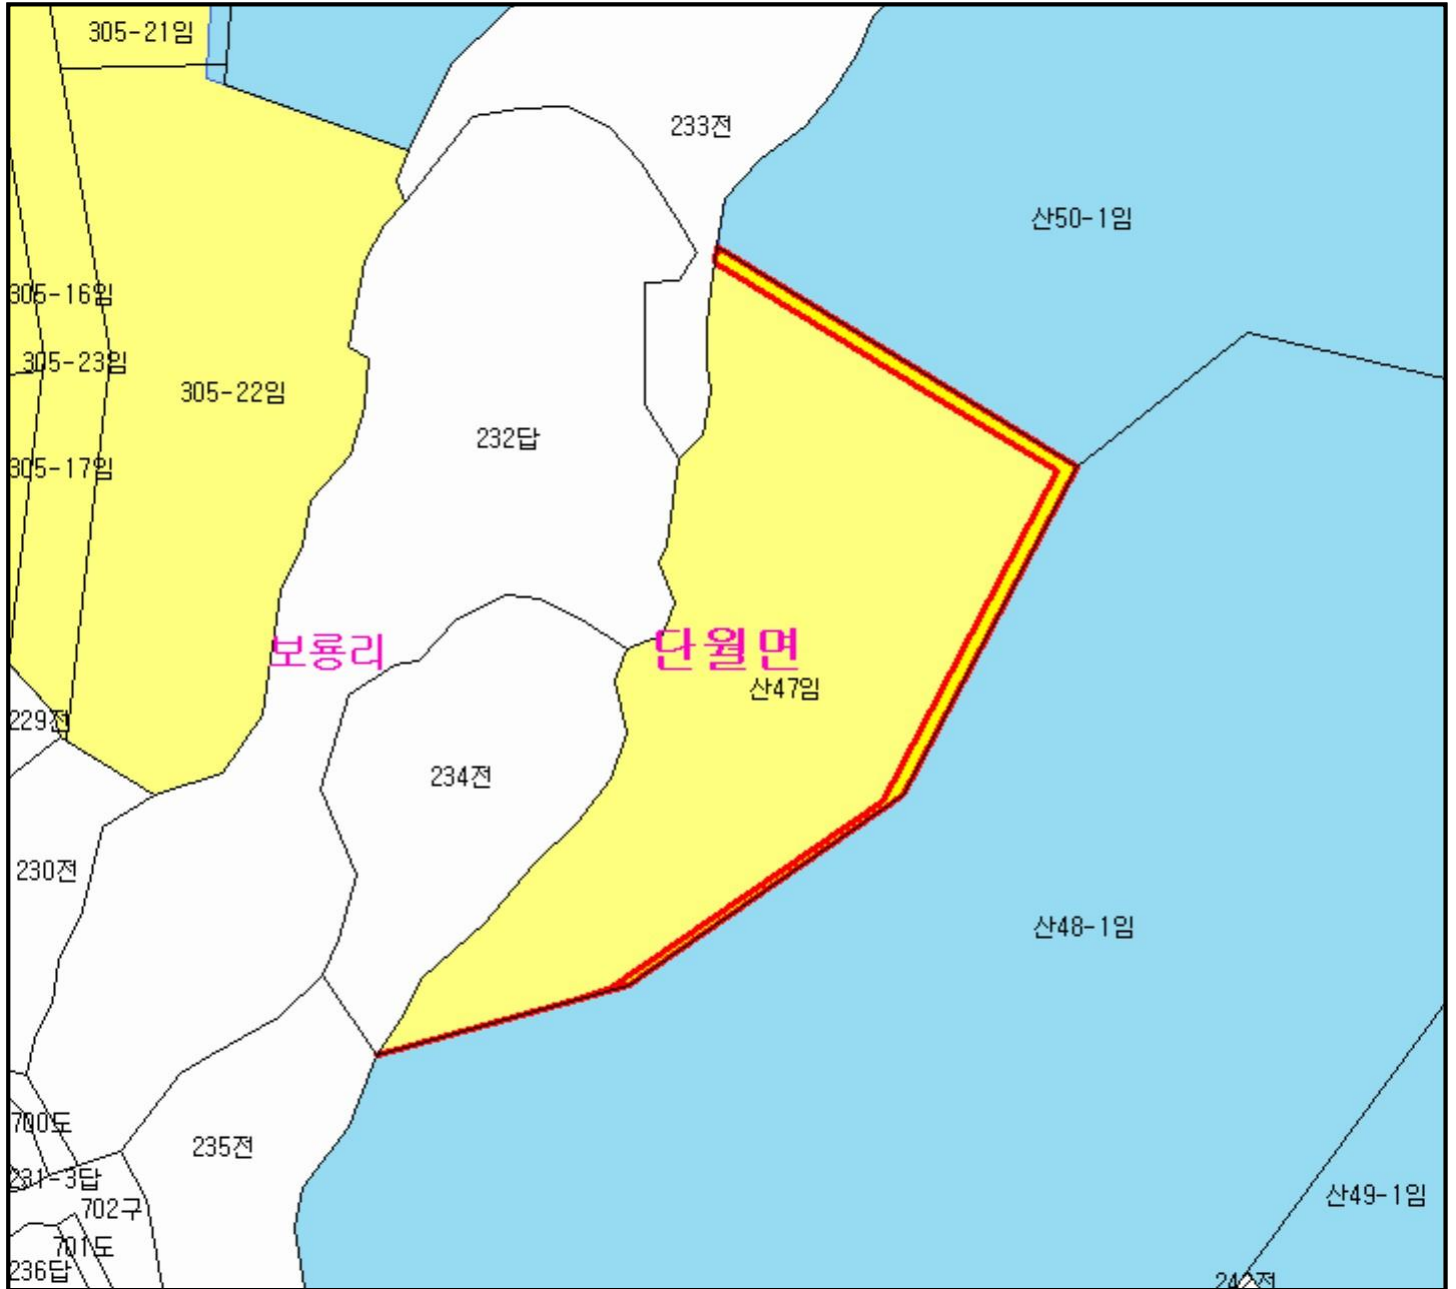 305-21임
233전
산50-1임
305-16임
305-23임
305-22임
232답
305-17임
보룡리
단월면
산47임
229전
234전
230전
산48-1임
700도
235전
231-3답
산49-1임
702구
701도
236답